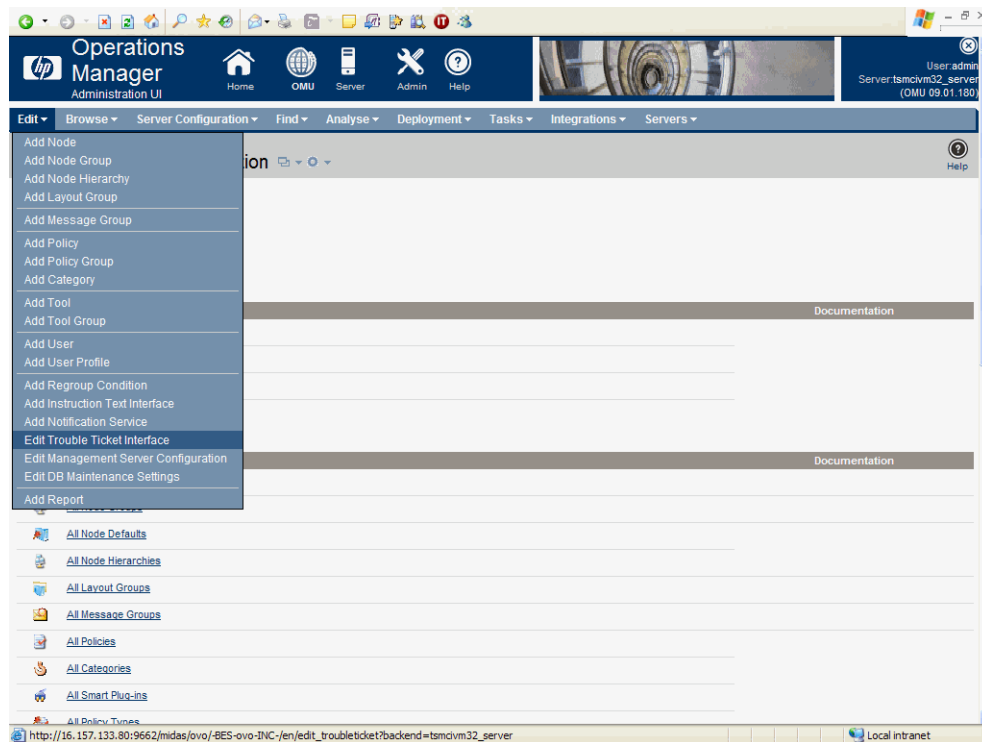 hp
Operations
Manager
Administration UI
Home
OMU
Server
Admin
Help
User:admin
Server:tsmcivm32_server
(OMU 09.01.180)
Edit Browse Server Configuration Find Analyse Deployment Tasks Integrations Servers
Add Node
Add Node Group
Add Node Hierarchy
Add Layout Group
Add Message Group
Add Policy
Add Policy Group
Add Category
Add Tool
Add Tool Group
Add User
Add User Profile
Add Regroup Condition
Add Instruction Text Interface
Add Notification Service
Edit Trouble Ticket Interface
Edit Management Server Configuration
Edit DB Maintenance Settings
Add Report
ion
Help
Documentation
Documentation
All Node Groups
All Node Defaults
All Node Hierarchies
All Layout Groups
All Message Groups
All Policies
All Categories
All Smart Plug-ins
All Policy Types
http://16.157.133.80:9662/midas/ovo/-BES-ovo-INC-/en/edit_troubleticket?backend=tsmcivm32_server
Local intranet